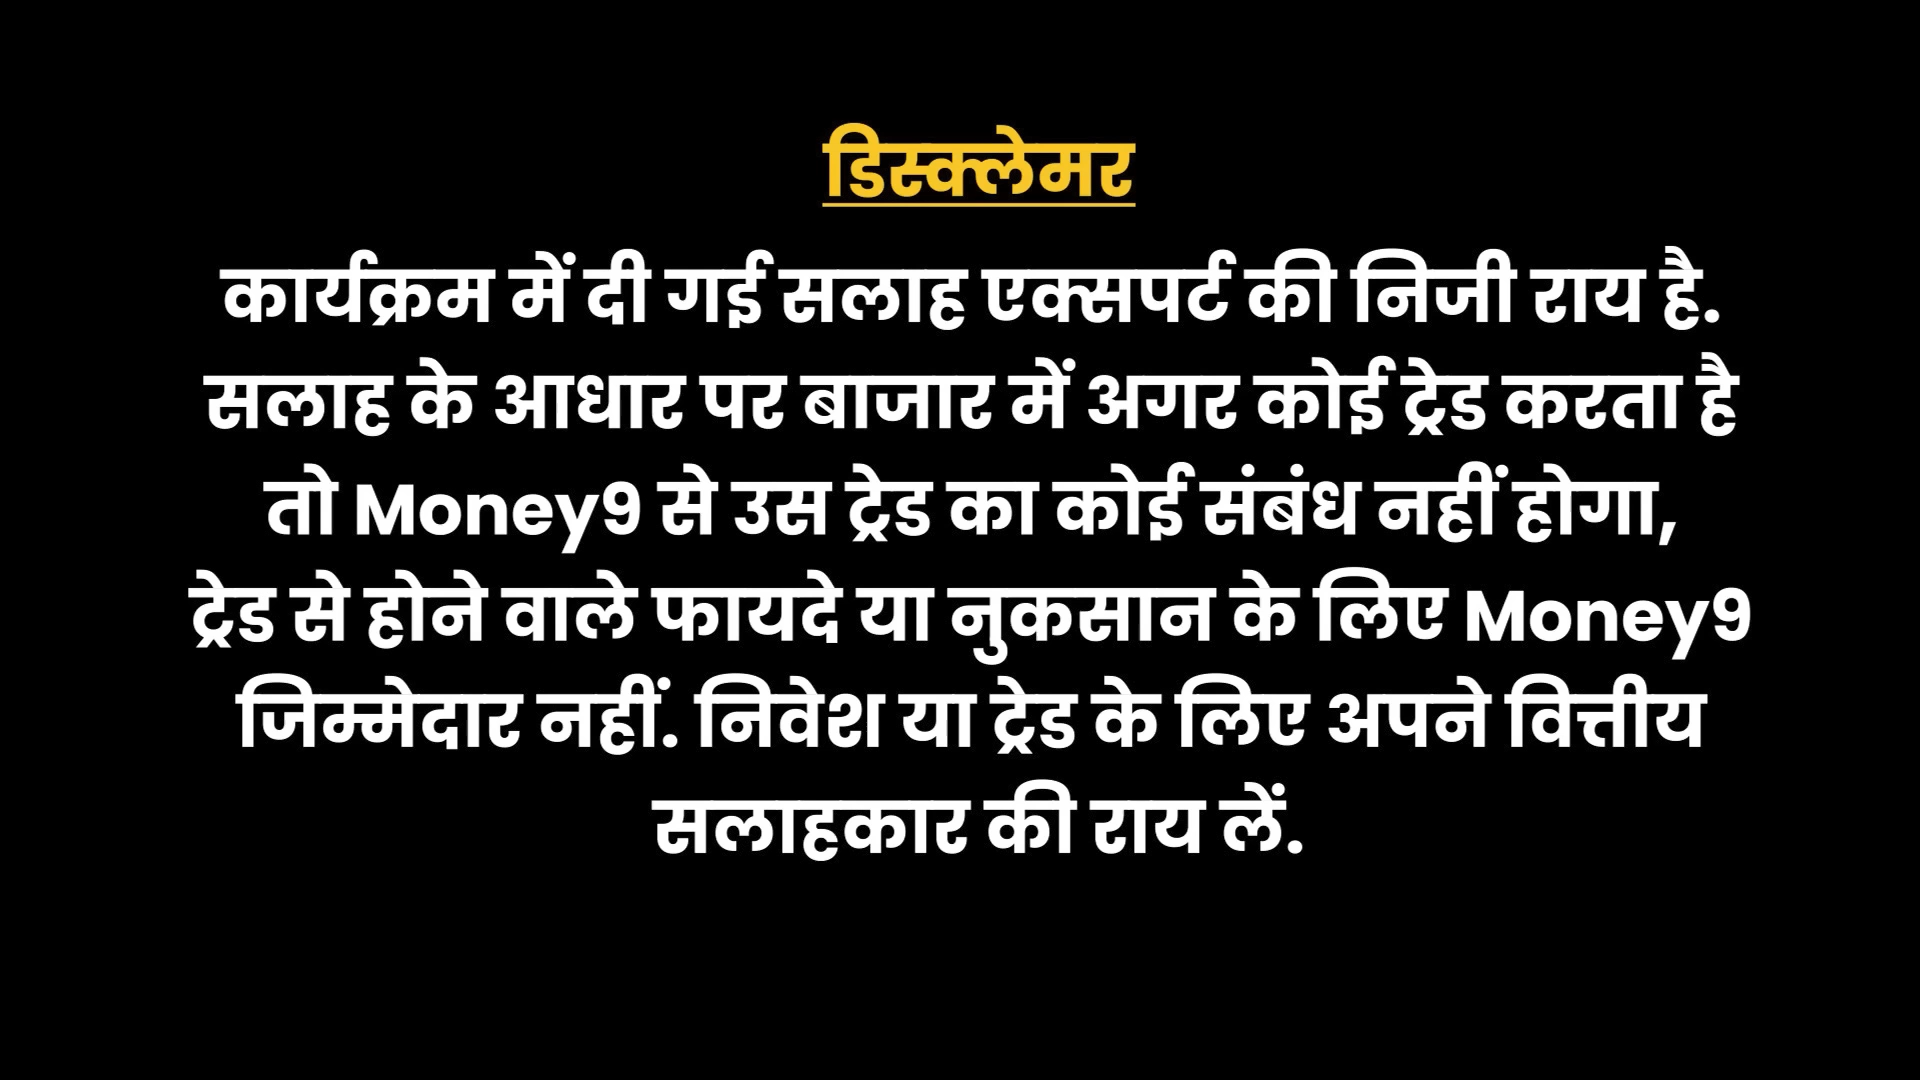 डिस्क्लेमर
कार्यक्रम में दी गई सलाह एक्सपर्ट की निजी राय है.
सलाह के आधार पर बाजार में अगर कोई ट्रेड करता है
तो Money9 से उस ट्रेड का कोई संबंध नहीं होगा,
ट्रेड से होने वाले फायदे या नुकसान के लिए Money9
जिम्मेदार नहीं. निवेश या ट्रेड के लिए अपने वित्तीय
सलाहकार की राय लें.